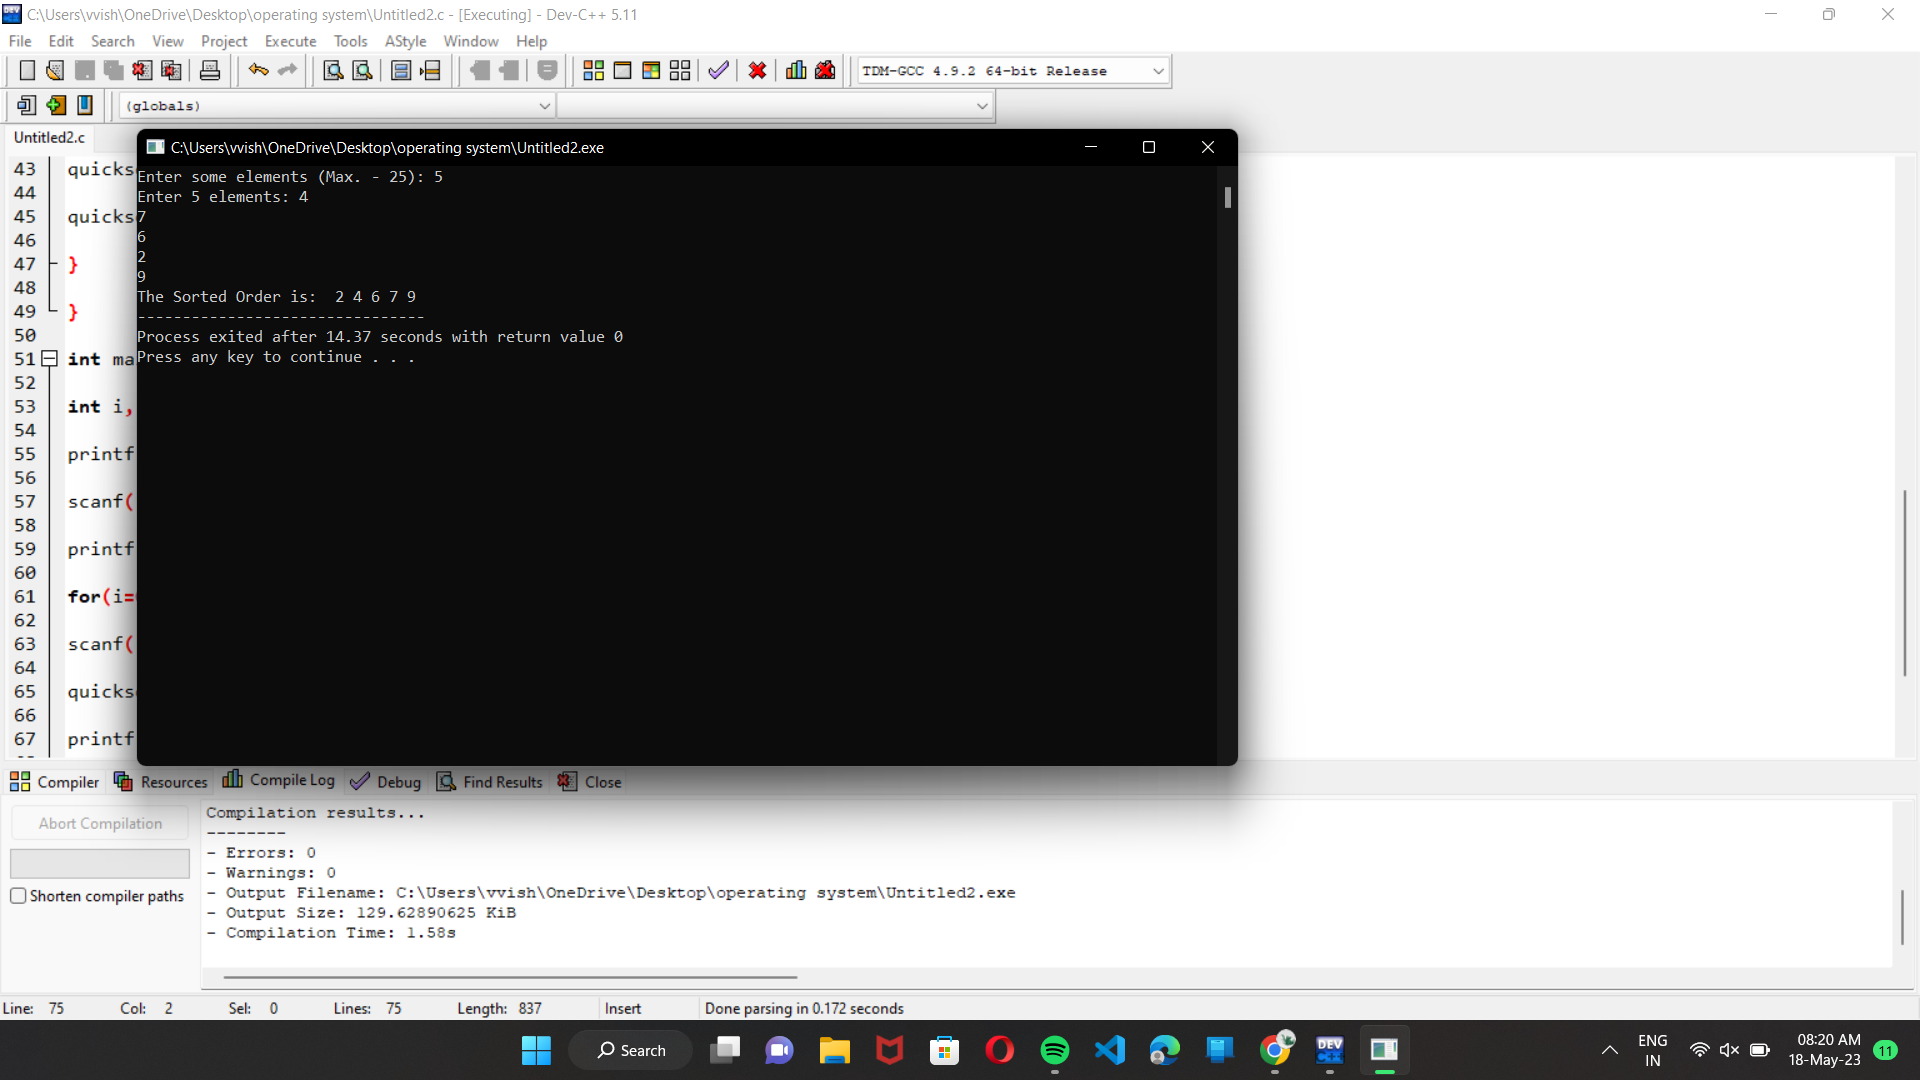 C:\Users\vvish\OneDrive\Desktop\operating system\Untitled2.c - [Executing] - Dev-C++ 5.11
File Edit Search View Project Execute Tools AStyle Window Help
TDM-GCC 4.9.2 64-bit Release
(globals)
Untitled2.c
C:\Users\vvish\OneDrive\Desktop\operating system\Untitled2.exe
Enter some elements (Max. - 25): 5
Enter 5 elements: 4
7
6
2
9
The Sorted Order is:  2 4 6 7 9
--------------------------------
Process exited after 14.37 seconds with return value 0
Press any key to continue . . .
43 quicks
44
45 quicks
46
47 }
48
49 }
50
51 int ma
52
53 int i,
54
55 printf
56
57 scanf(
58
59 printf
60
61 for(i=
62
63 scanf(
64
65 quicks
66
67 printf
Compiler Resources Compile Log Debug Find Results Close
Abort Compilation
Shorten compiler paths
Compilation results...
--------
- Errors: 0
- Warnings: 0
- Output Filename: C:\Users\vvish\OneDrive\Desktop\operating system\Untitled2.exe
- Output Size: 129.62890625 KiB
- Compilation Time: 1.58s
Line: 75 Col: 2 Sel: 0 Lines: 75 Length: 837 Insert Done parsing in 0.172 seconds
Search
DEV C++
ENG
IN
08:20 AM
18-May-23
11